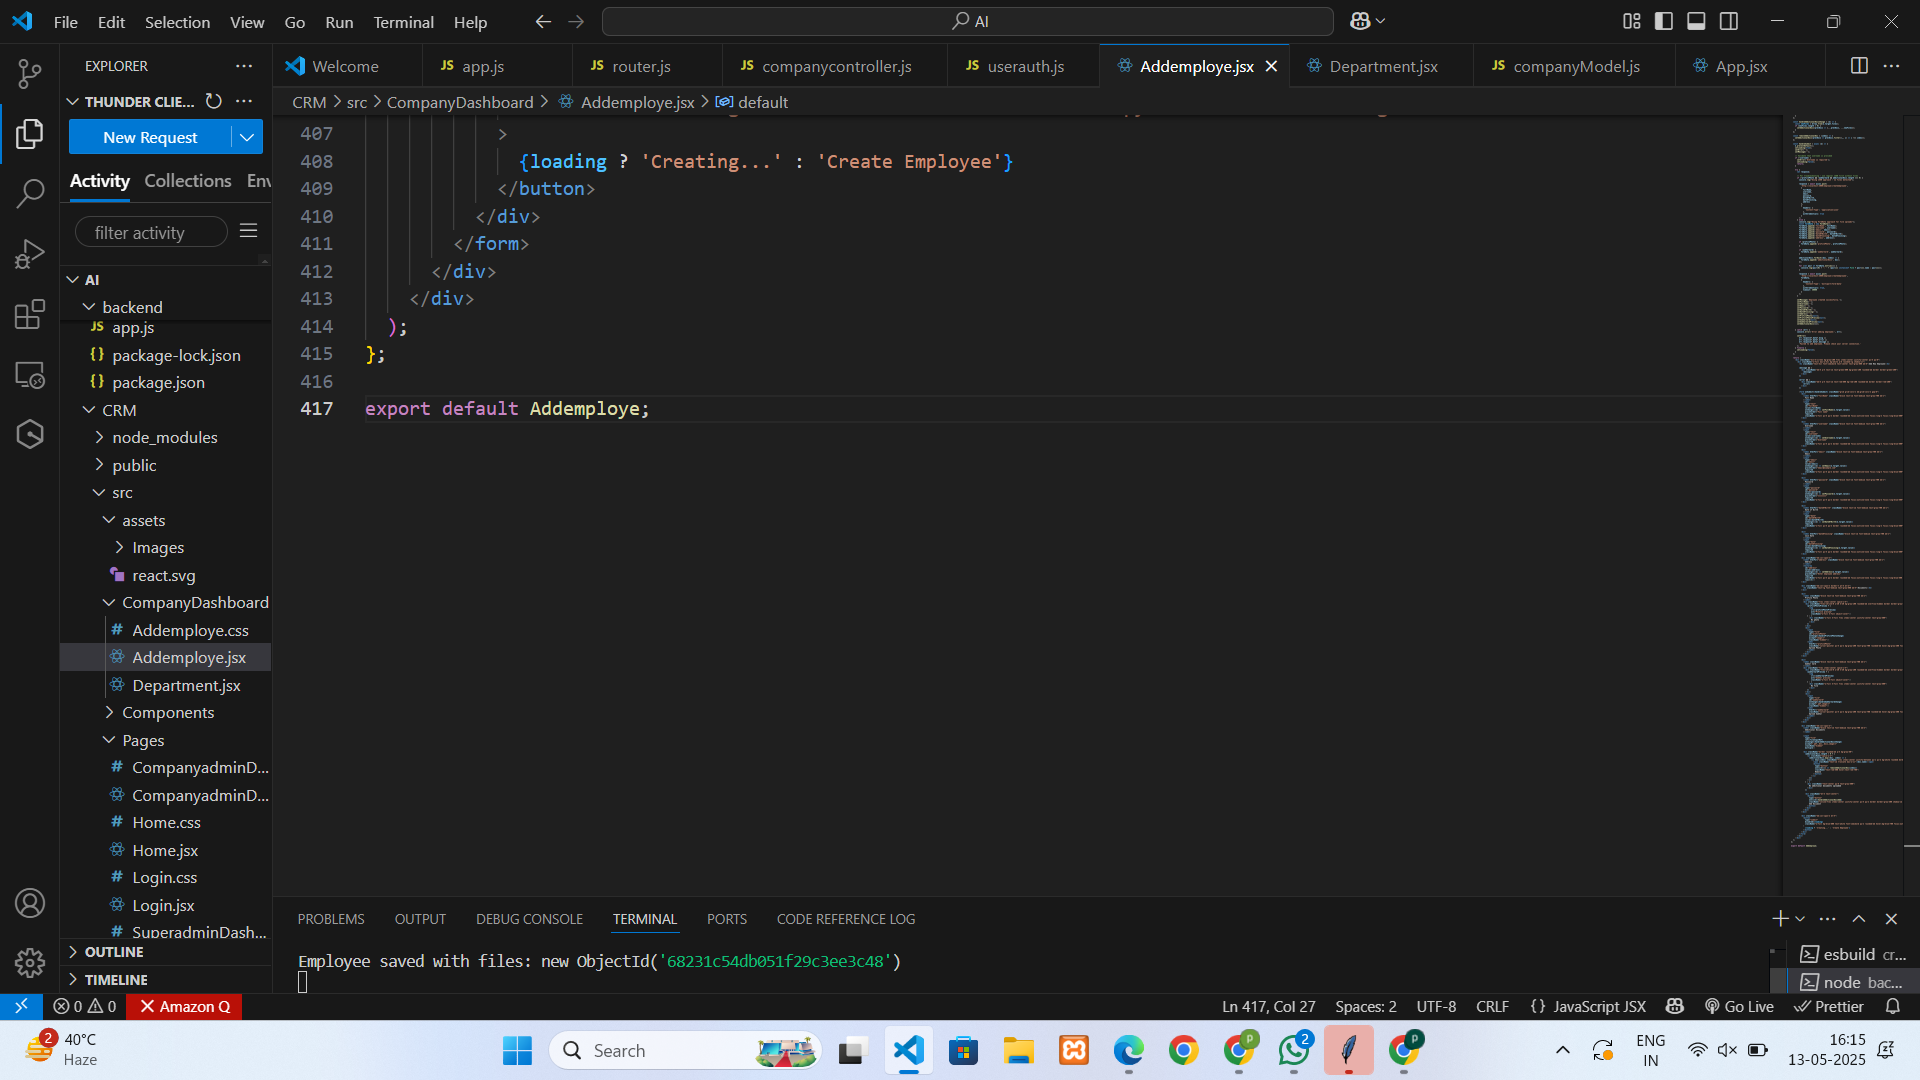 File Edit Selection View Go Run Terminal Help
AI
EXPLORER
THUNDER CLIE...
New Request
Activity Collections Env
filter activity
AI
backend
app.js
package-lock.json
package.json
CRM
node_modules
public
src
assets
Images
react.svg
CompanyDashboard
Addemploye.css
Addemploye.jsx
Department.jsx
Components
Pages
CompanyadminD...
CompanyadminD...
Home.css
Home.jsx
Login.css
Login.jsx
SuperadminDash...
OUTLINE
TIMELINE
Welcome
app.js
router.js
companycontroller.js
userauth.js
Addemploye.jsx
Department.jsx
companyModel.js
App.jsx
CRM > src > CompanyDashboard > Addemploye.jsx > default
407 >
408 {loading ? 'Creating...' : 'Create Employee'}
409 </button>
410 </div>
411 </form>
412 </div>
413 </div>
414 );
415 };
416
417 export default Addemploye;
PROBLEMS OUTPUT DEBUG CONSOLE TERMINAL PORTS CODE REFERENCE LOG
Employee saved with files: new ObjectId('68231c54db051f29c3ee3c48')
esbuild cr...
node bac...
0 0 Amazon Q
Ln 417, Col 27 Spaces: 2 UTF-8 CRLF {} JavaScript JSX Go Live Prettier
2
40°C
Haze
Search
P
2
P
ENG
IN
16:15
13-05-2025